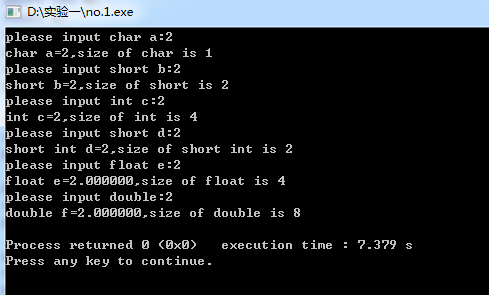 D:\实验一\no.1.exe
please input char a:2
char a=2,size of char is 1
please input short b:2
short b=2,size of short is 2
please input int c:2
int c=2,size of int is 4
please input short d:2
short int d=2,size of short int is 2
please input float e:2
float e=2.000000,size of float is 4
please input double:2
double f=2.000000,size of double is 8
Process returned 0 (0x0)   execution time : 7.379 s
Press any key to continue.